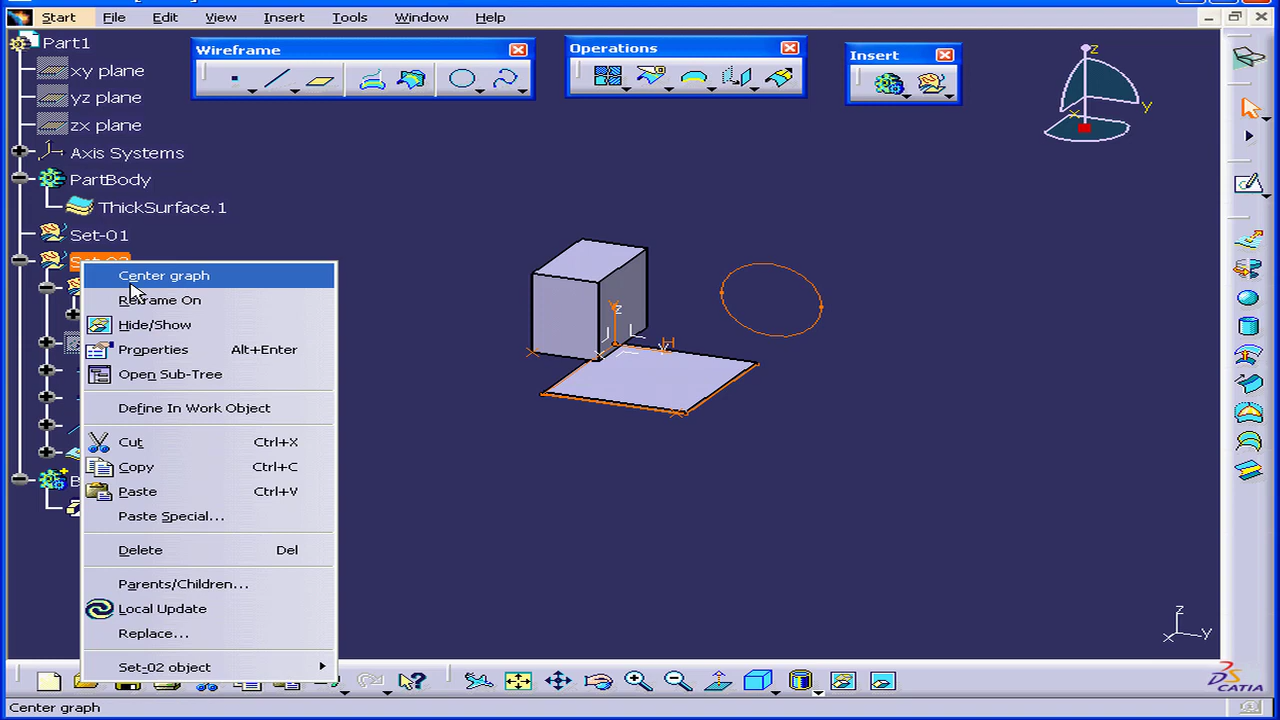 Start File Edit View Insert Tools Window Help
Part1
Wireframe
Operations
Insert
xy plane
yz plane
zx plane
Axis Systems
PartBody
ThickSurface.1
Set-01
Set-02
Center graph
Reframe On
Hide/Show
Properties Alt+Enter
Open Sub-Tree
Define In Work Object
Cut Ctrl+X
Copy Ctrl+C
Paste Ctrl+V
Paste Special...
Delete Del
Parents/Children...
Local Update
Replace...
Set-02 object
z
y
x
z
H
z
x
y
CATIA
Center graph